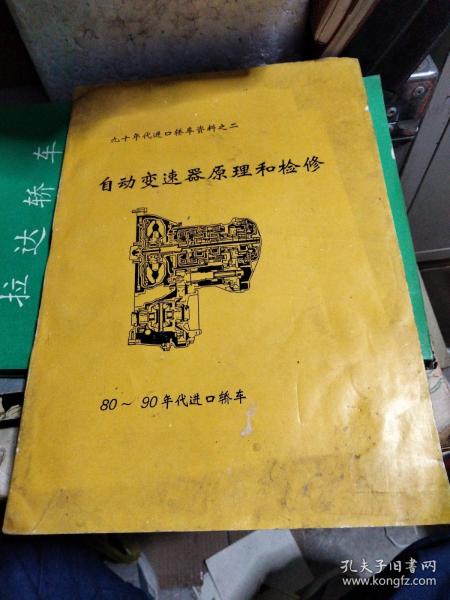 九十年代进口轿车资料之二
自动变速器原理和检修
80～90年代进口轿车
拉达轿车
孔夫子旧书网
www.kongfz.com